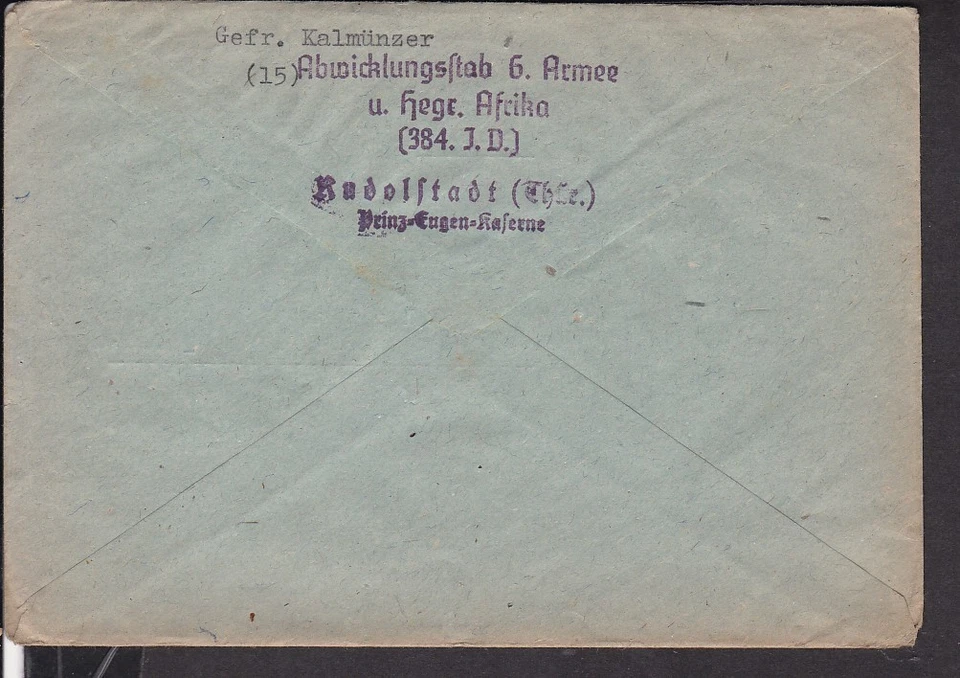 Gefr. Kalmünzer
(15)Abwicklungsstab 6. Armee
u. Hegr. Afrika
(384. I. D.)
Rudolstadt (Thür.)
Prinz-Eugen-Kaserne